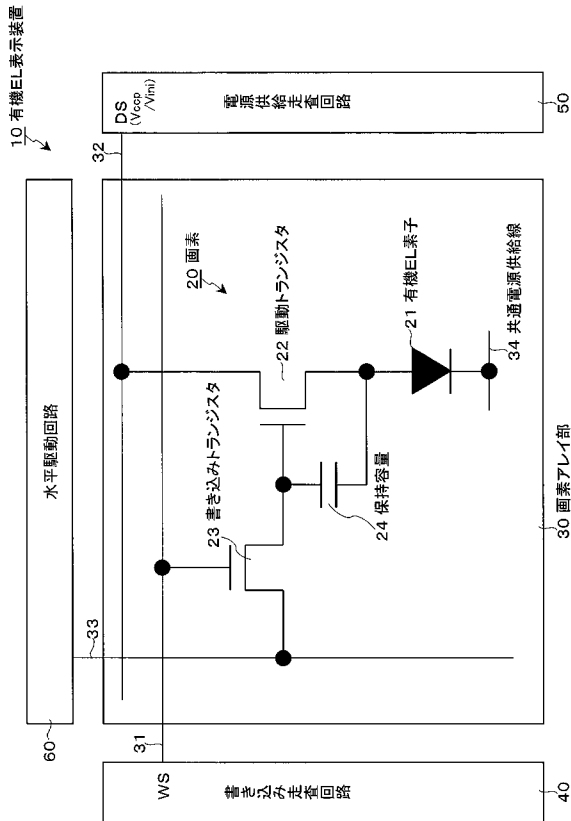 10 有機EL表示装置
60
水平駆動回路
33
32
DS
(Vccp
/Vini)
電源供給走査回路
50
31
WS
書き込み走査回路
40
20 画素
23 書き込みトランジスタ
22 駆動トランジスタ
24 保持容量
21 有機EL素子
34 共通電源供給線
30 画素アレイ部